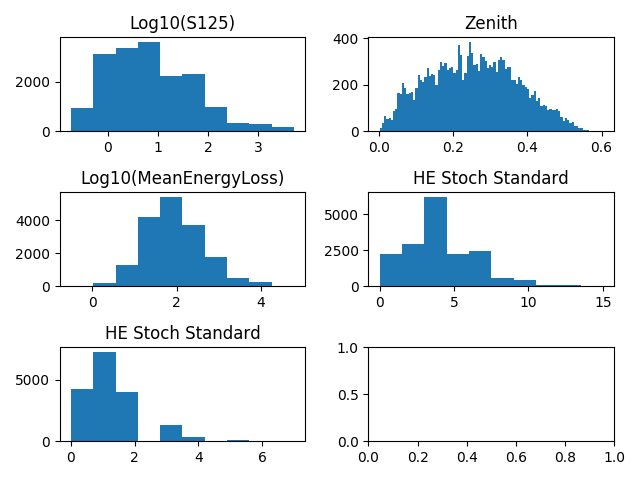 Log10(S125)
2000
0
0 1 2 3
Zenith
400
200
0
0.0 0.2 0.4 0.6
Log10(MeanEnergyLoss)
4000
2000
0
0 2 4
HE Stoch Standard
5000
2500
0
0 5 10 15
HE Stoch Standard
5000
0
0 2 4 6
1.0
0.5
0.0
0.0 0.2 0.4 0.6 0.8 1.0